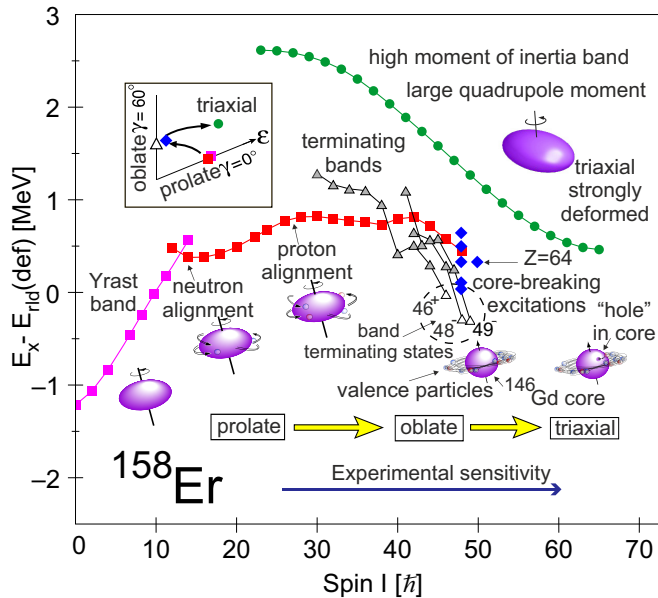 E_x- E_rld(def) [MeV]
3
2
1
0
−1
−2
0
10
20
30
40
50
60
70
Spin I [ℏ]
high moment of inertia band
large quadrupole moment
triaxial
strongly
deformed
triaxial
oblate γ = 60°
prolate γ = 0°
ε
terminating
bands
proton
alignment
Yrast
band
neutron
alignment
Z=64
core-breaking
excitations
46+
48
49-
band
terminating states
“hole”
in core
valence particles
146
Gd core
prolate
oblate
triaxial
158Er
Experimental sensitivity